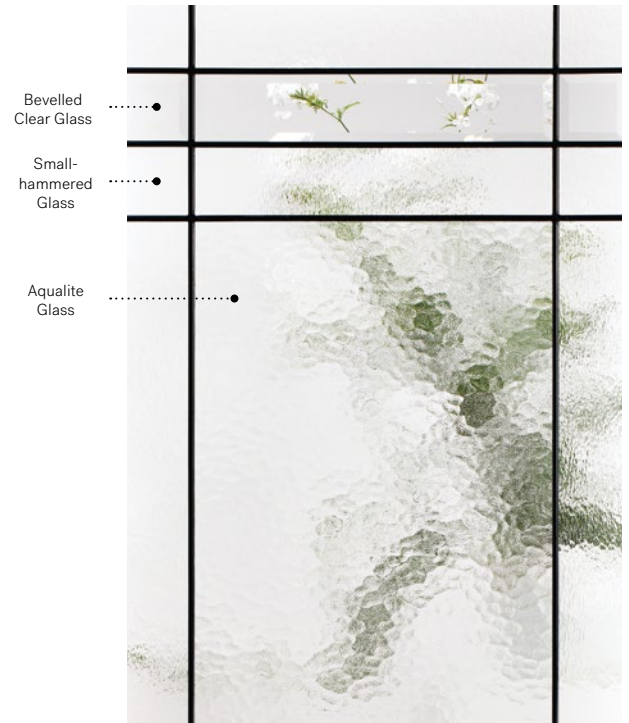 Bevelled
Clear Glass
Small-
hammered
Glass
Aqualite
Glass